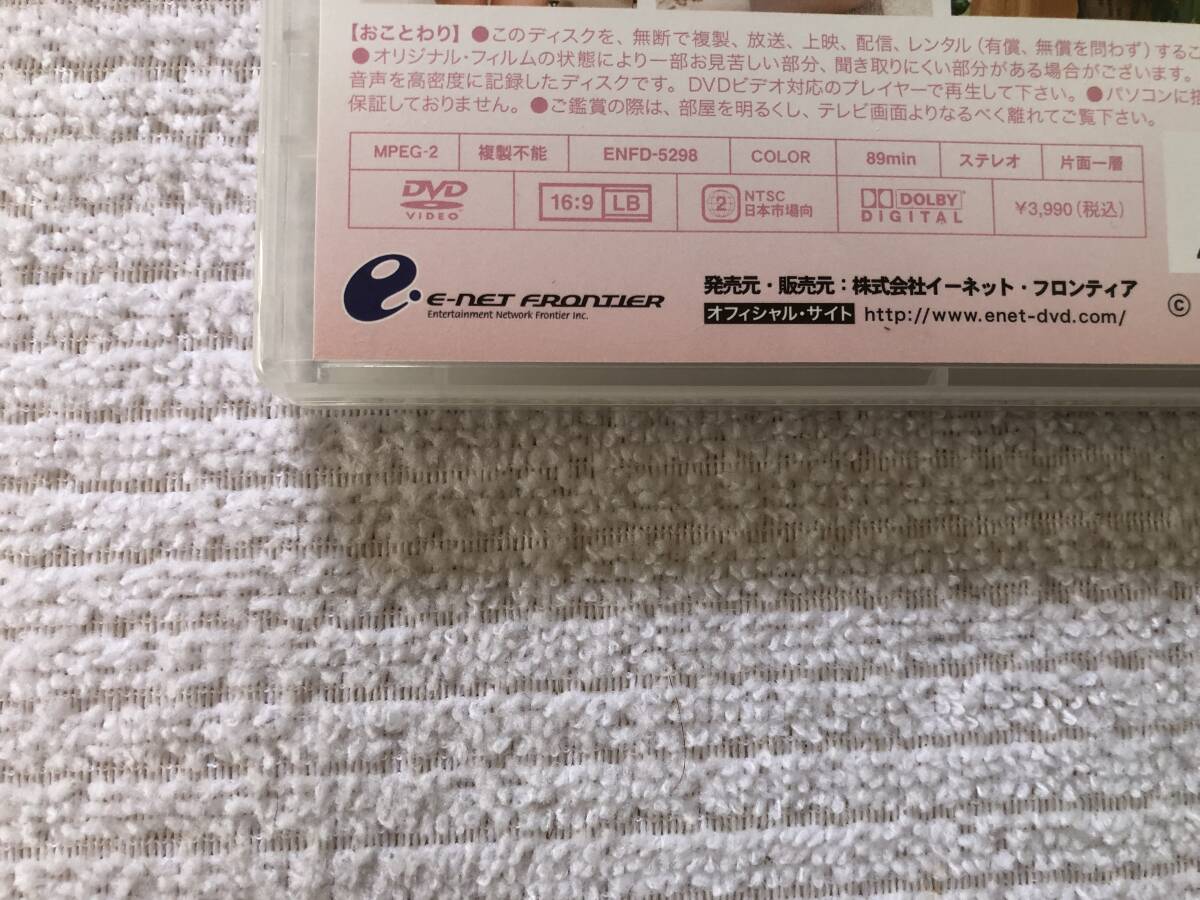 【おことわり】●このディスクを、無断で複製、放送、上映、配信、レンタル(有償、無償を問わず)するこ
●オリジナル・フィルムの状態により一部お見苦しい部分、聞き取りにくい部分がある場合がございます。
音声を高密度に記録したディスクです。DVDビデオ対応のプレイヤーで再生して下さい。●パソコンに搭
保証しておりません。●ご鑑賞の際は、部屋を明るくし、テレビ画面よりなるべく離れてご覧下さい。
MPEG-2 複製不能 ENFD-5298 COLOR 89min ステレオ 片面一層
DVD VIDEO 16:9 LB 2 NTSC 日本市場向 DOLBY DIGITAL ¥3,990(税込)
e. E-NET FRONTIER
Entertainment Network Frontier Inc.
発売元・販売元:株式会社イーネット・フロンティア
オフィシャル・サイト http://www.enet-dvd.com/
©